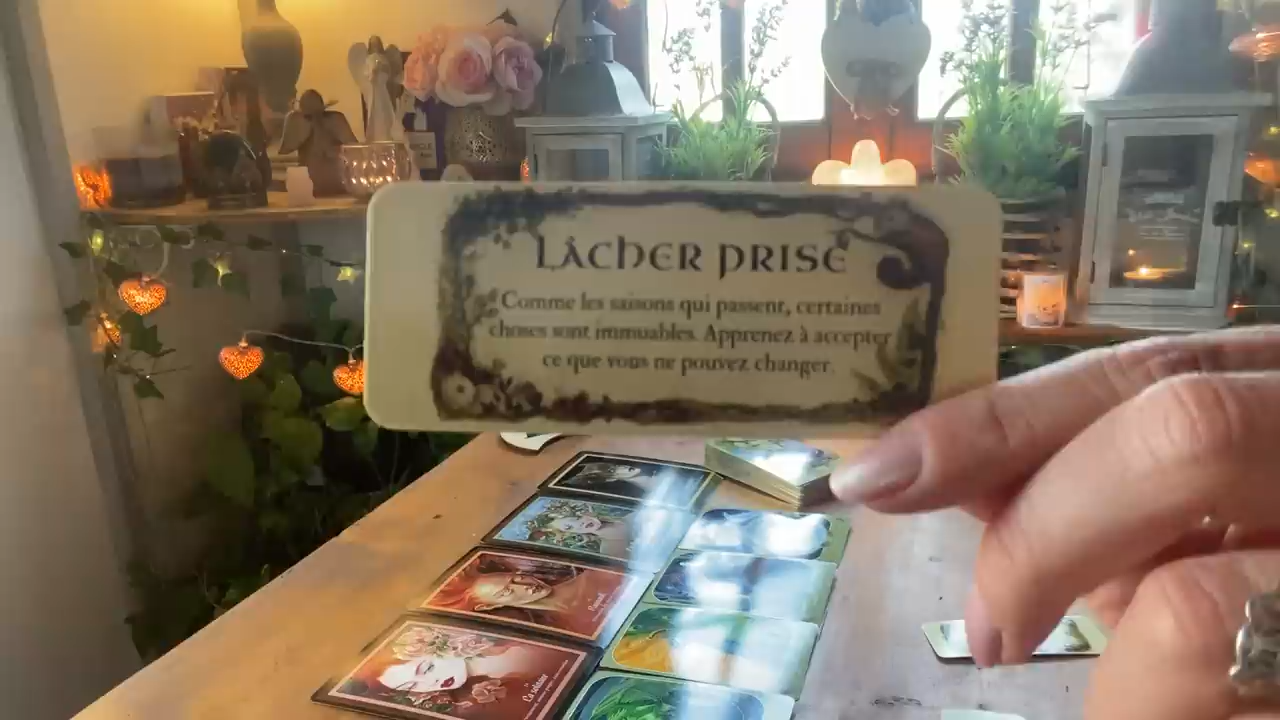 LÂCHER PRISE
Comme les saisons qui passent, certaines
choses sont immuables. Apprenez à accepter
ce que vous ne pouvez changer.